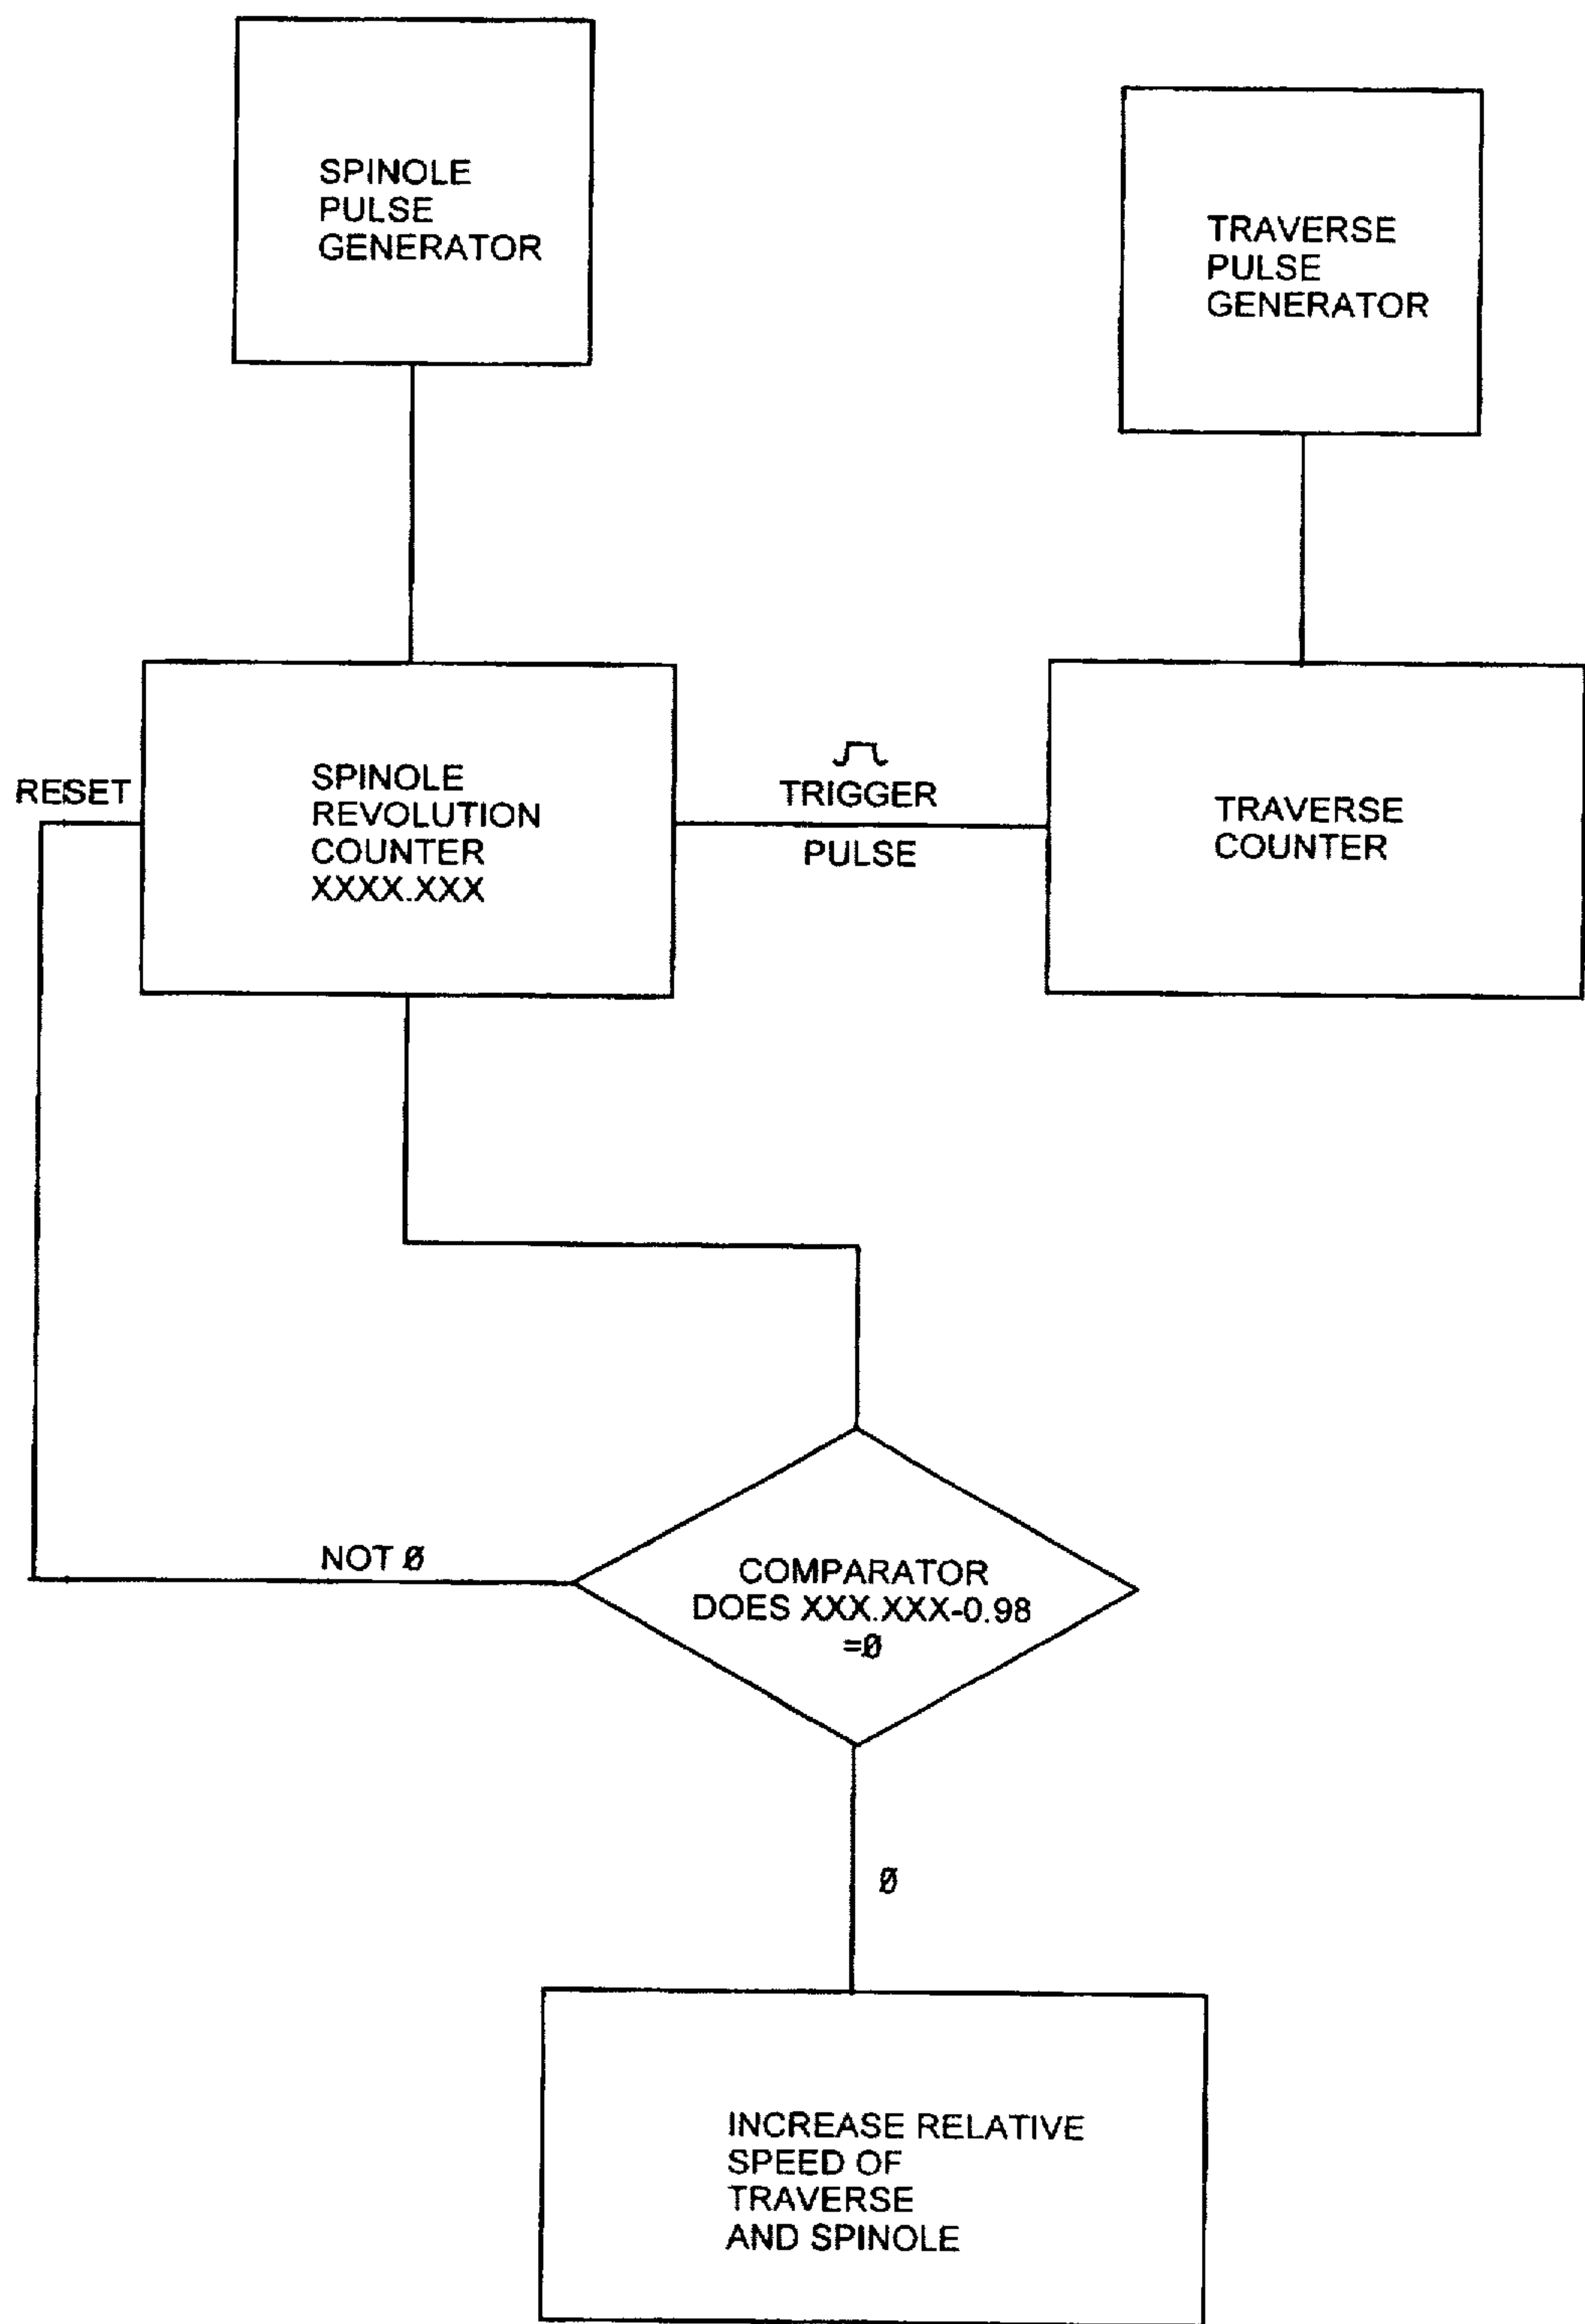 SPINOLE
PULSE
GENERATOR
TRAVERSE
PULSE
GENERATOR
RESET
SPINOLE
REVOLUTION
COUNTER
XXXX.XXX
TRIGGER
PULSE
TRAVERSE
COUNTER
NOT Ø
COMPARATOR
DOES XXX.XXX-0.98
=Ø
Ø
INCREASE RELATIVE
SPEED OF
TRAVERSE
AND SPINOLE